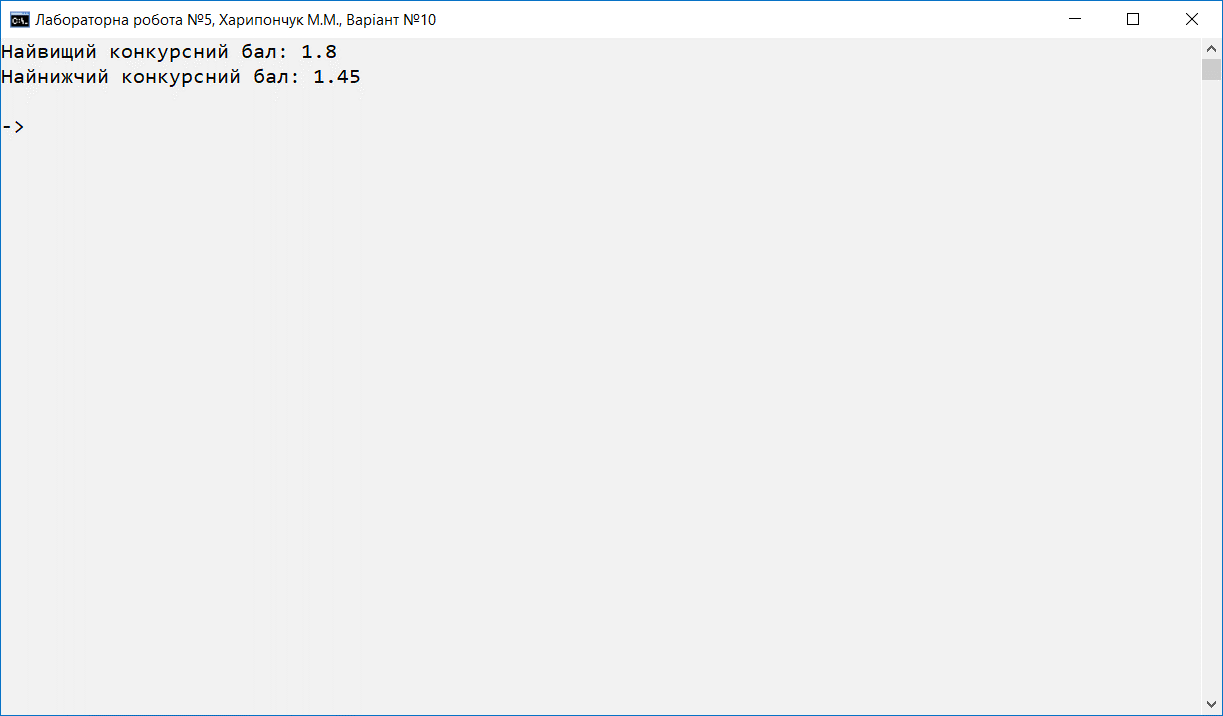 Лабораторна робота №5, Харипончук М.М., Варіант №10
Найвищий конкурсний бал: 1.8
Найнижчий конкурсний бал: 1.45
->